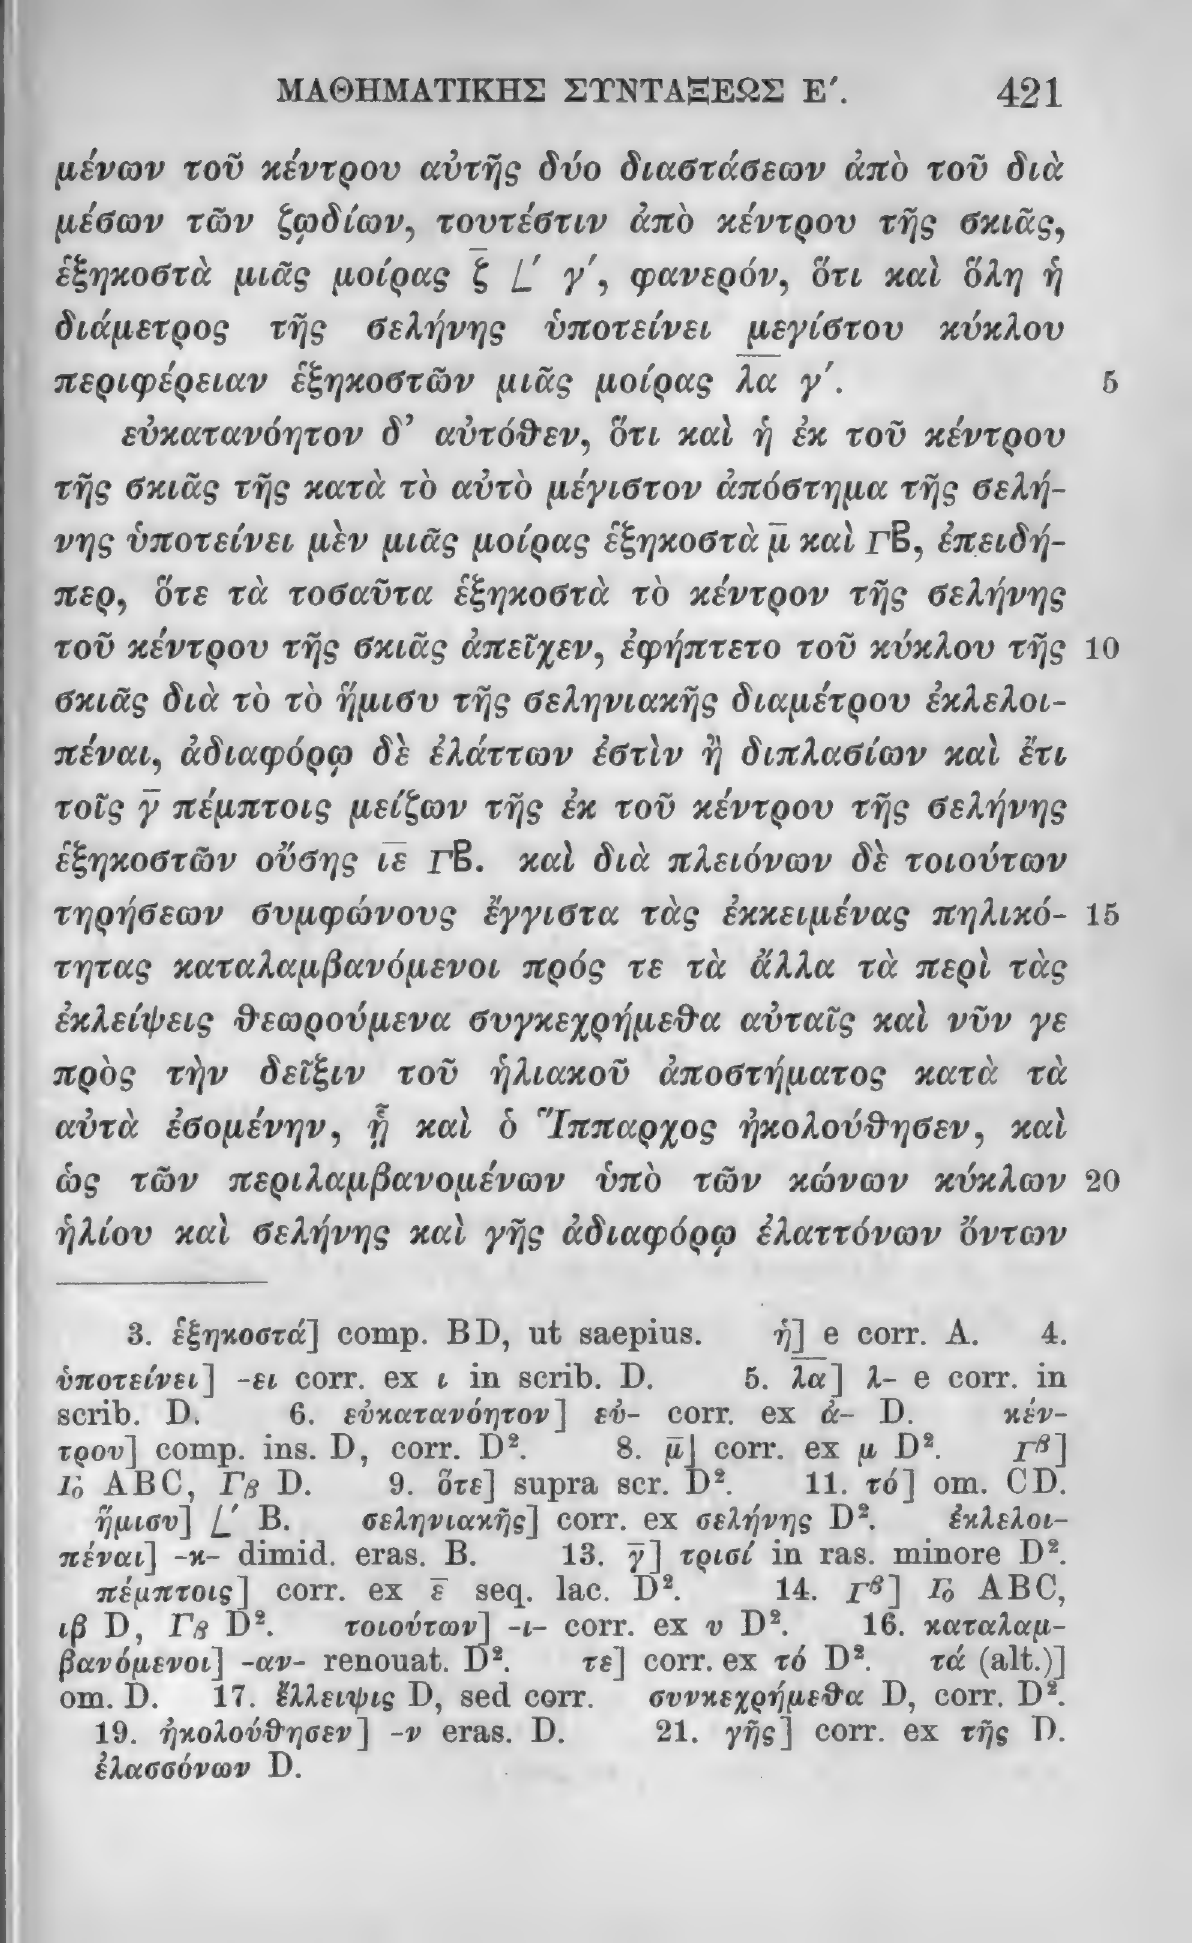 ΜΑΘΗΜΑΤΙΚΗΣ ΣΥΝΤΑΞΕΩΣ Ε΄. 421
μένων τοῦ κέντρου αὐτῆς δύο διαστάσεων ἀπὸ τοῦ διὰ
μέσων τῶν ζῳδίων, τουτέστιν ἀπὸ κέντρου τῆς σκιᾶς,
ἑξηκοστὰ μιᾶς μοίρας ζ̄ 𐅵΄ γ΄, φανερόν, ὅτι καὶ ὅλη ἡ
διάμετρος τῆς σελήνης ὑποτείνει μεγίστου κύκλου
περιφέρειαν ἑξηκοστῶν μιᾶς μοίρας λ̄ᾱ γ΄. 5
εὐκατανόητον δ’ αὐτόθεν, ὅτι καὶ ἡ ἐκ τοῦ κέντρου
τῆς σκιᾶς τῆς κατὰ τὸ αὐτὸ μέγιστον ἀπόστημα τῆς σελή-
νης ὑποτείνει μὲν μιᾶς μοίρας ἑξηκοστὰ μ̄ καὶ Γβ, ἐπειδή-
περ, ὅτε τὰ τοσαῦτα ἑξηκοστὰ τὸ κέντρον τῆς σελήνης
τοῦ κέντρου τῆς σκιᾶς ἀπεῖχεν, ἐφήπτετο τοῦ κύκλου τῆς 10
σκιᾶς διὰ τὸ τὸ ἥμισυ τῆς σεληνιακῆς διαμέτρου ἐκλελοι-
πέναι, ἀδιαφόρῳ δὲ ἐλάττων ἐστὶν ἢ διπλασίων καὶ ἔτι
τοῖς γ̄ πέμπτοις μείζων τῆς ἐκ τοῦ κέντρου τῆς σελήνης
ἑξηκοστῶν οὔσης ῑε̄ Γβ. καὶ διὰ πλειόνων δὲ τοιούτων
τηρήσεων συμφώνους ἔγγιστα τὰς ἐκκειμένας πηλικό- 15
τητας καταλαμβανόμενοι πρός τε τὰ ἄλλα τὰ περὶ τὰς
ἐκλείψεις θεωρούμενα συγκεχρήμεθα αὐταῖς καὶ νῦν γε
πρὸς τὴν δεῖξιν τοῦ ἡλιακοῦ ἀποστήματος κατὰ τὰ
αὐτὰ ἐσομένην, ᾗ καὶ ὁ Ἵππαρχος ἠκολούθησεν, καὶ
ὡς τῶν περιλαμβανομένων ὑπὸ τῶν κώνων κύκλων 20
ἡλίου καὶ σελήνης καὶ γῆς ἀδιαφόρῳ ἐλαττόνων ὄντων
3. ἑξηκοστά] comp. BD, ut saepius. ἡ] e corr. A. 4.
ὑποτείνει] -ει corr. ex ι in scrib. D. 5. λ̄ᾱ] λ- e corr. in
scrib. D. 6. εὐκατανόητον] εὐ- corr. ex ἀ- D. κέν-
τρου] comp. ins. D, corr. D². 8. μ̄] corr. ex μ D². Γβ]
Γο ABC, Γβ D. 9. ὅτε] supra scr. D². 11. τό] om. CD.
ἥμισυ] 𐅵΄ B. σεληνιακῆς] corr. ex σελήνης D². ἐκλελοι-
πέναι] -κ- dimid. eras. B. 13. γ̄] τρισί in ras. minore D².
πέμπτοις] corr. ex ε̄ seq. lac. D². 14. Γβ] Γο ABC,
ιβ D, Γβ D². τοιούτων] -ι- corr. ex υ D². 16. καταλαμ-
βανόμενοι] -αν- renouat. D². τε] corr. ex τό D². τά (alt.)]
om. D. 17. ἔλλειψις D, sed corr. συνκεχρήμεθα D, corr. D².
19. ἠκολούθησεν] -ν eras. D. 21. γῆς] corr. ex τῆς D.
ἐλασσόνων D.